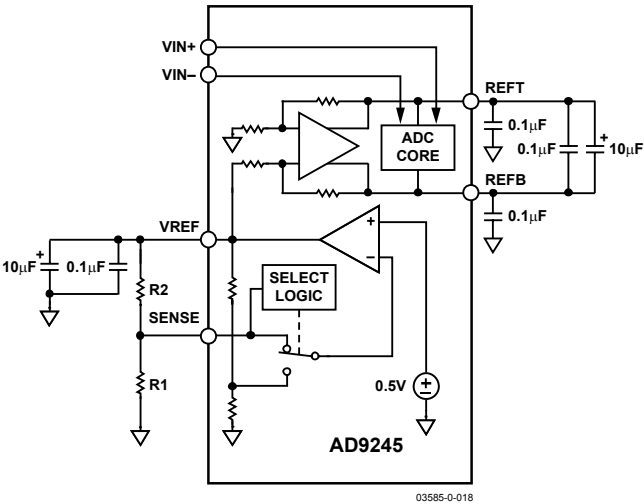 VIN+
VIN–
REFT
0.1µF
ADC
CORE
0.1µF
+
10µF
REFB
0.1µF
VREF
+
–
10µF
+
0.1µF
R2
SELECT
LOGIC
SENSE
R1
0.5V
+
–
AD9245
03585-0-018